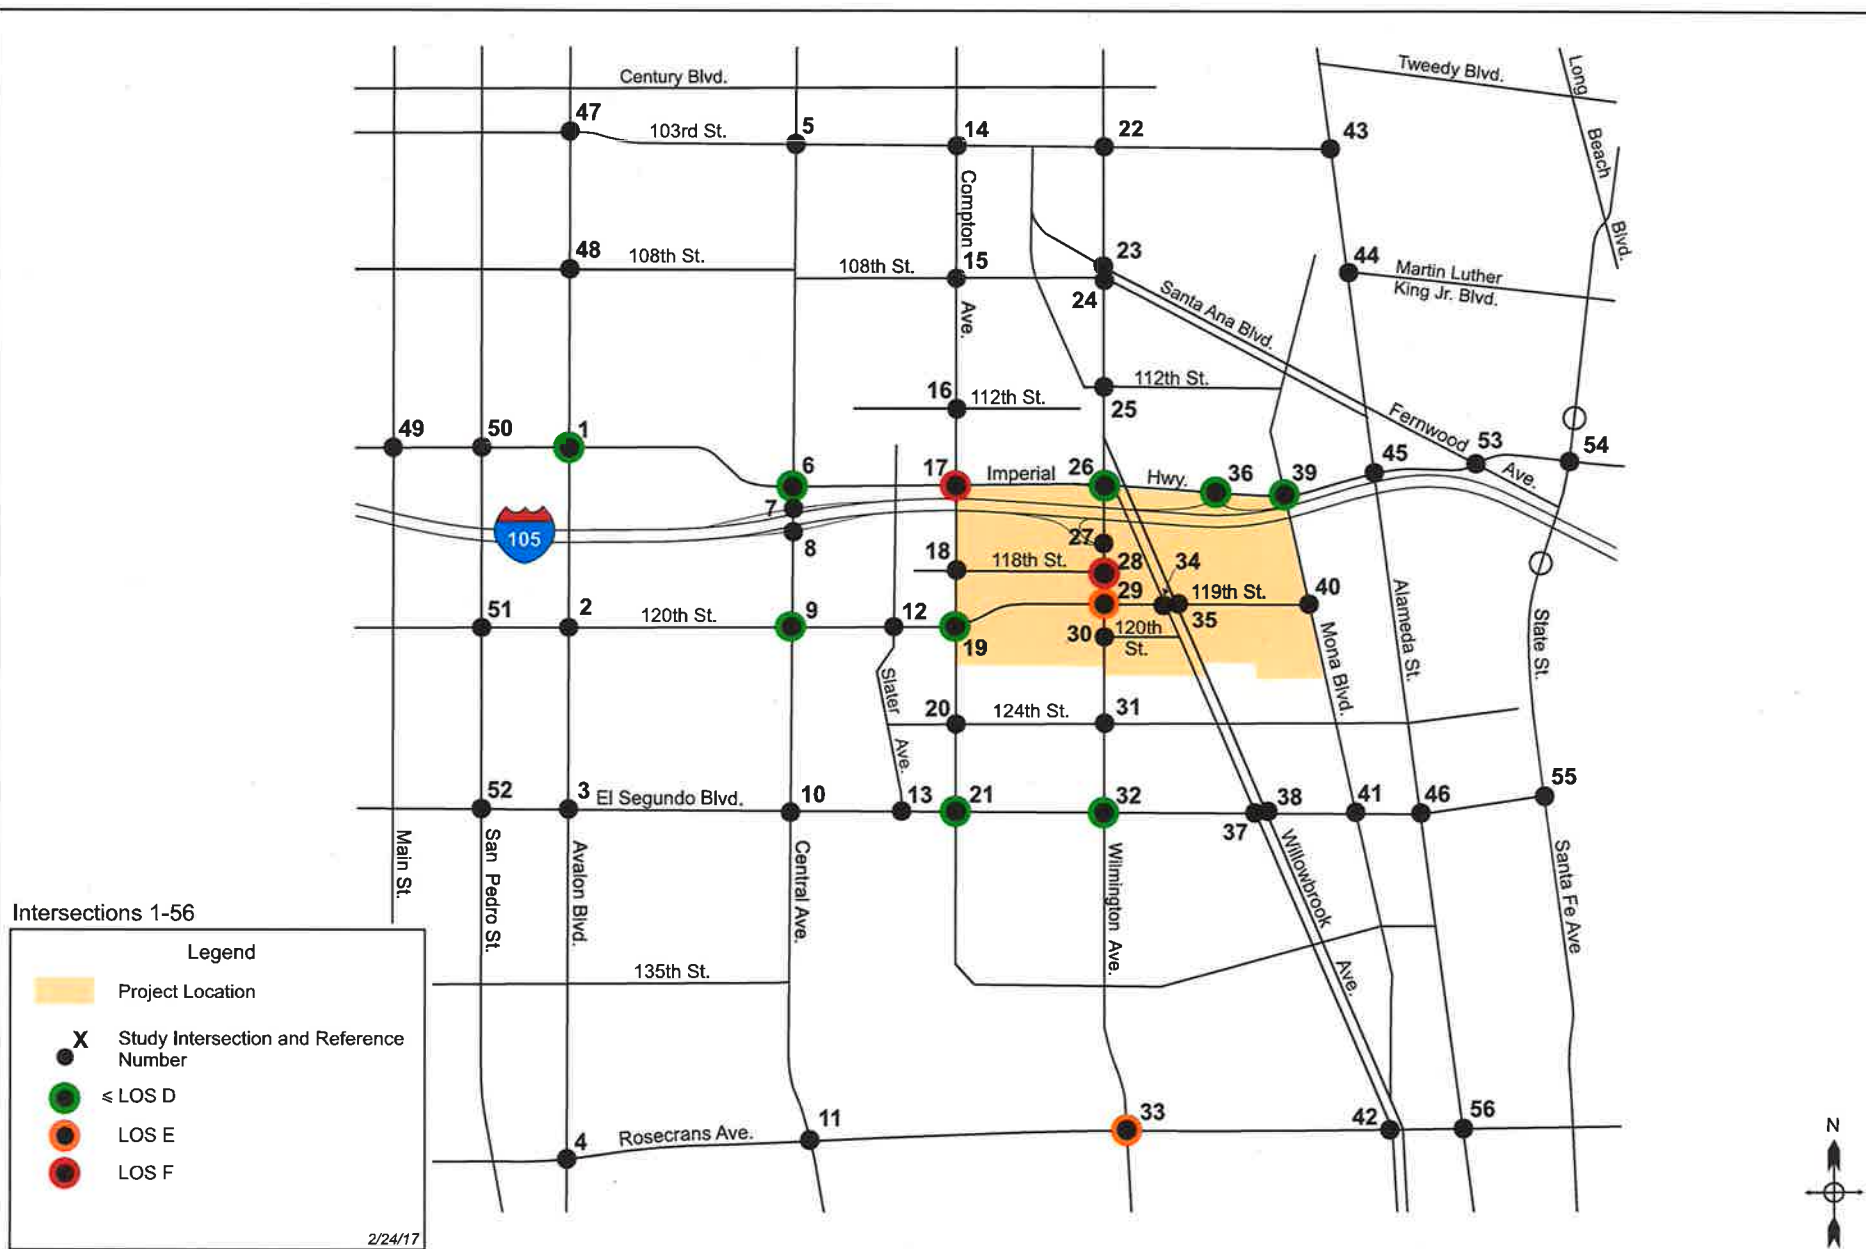 Century Blvd.
Tweedy Blvd.
Long
Beach
Blvd.
47
103rd St.
5
14
22
43
Compton
Ave.
48
108th St.
108th St.
15
23
24
44
Martin Luther
King Jr. Blvd.
Santa Ana Blvd.
16
112th St.
112th St.
25
Fernwood
Ave.
49
50
1
6
17
Imperial
26
Hwy.
36
39
45
53
54
7
105
8
27
18
118th St.
28
34
29
119th St.
40
51
2
120th St.
9
12
19
30
120th
St.
35
Slater
Ave.
Mona Blvd.
Alameda St.
State St.
20
124th St.
31
52
3
El Segundo Blvd.
10
13
21
32
37
38
41
46
55
Main St.
San Pedro St.
Avalon Blvd.
Central Ave.
Wilmington Ave.
Willowbrook
Ave.
Santa Fe Ave
135th St.
4
Rosecrans Ave.
11
33
42
56
N
Intersections 1-56
Legend
Project Location
X
Study Intersection and Reference
Number
≤ LOS D
LOS E
LOS F
2/24/17